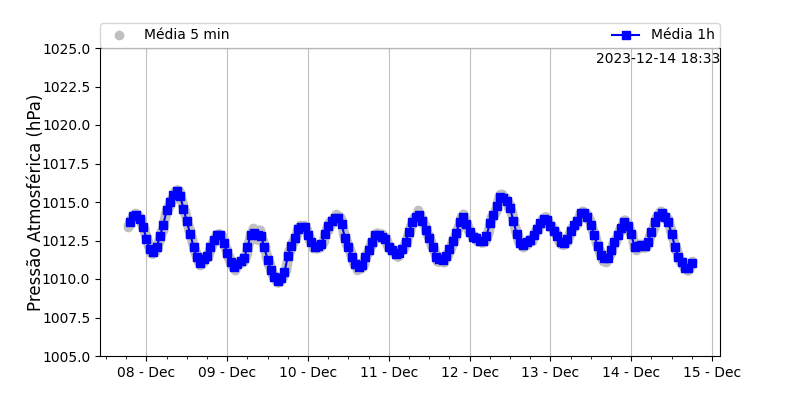 Média 5 min
Média 1h
2023-12-14 18:33
Pressão Atmosférica (hPa)
1025.0
1022.5
1020.0
1017.5
1015.0
1012.5
1010.0
1007.5
1005.0
08 - Dec
09 - Dec
10 - Dec
11 - Dec
12 - Dec
13 - Dec
14 - Dec
15 - Dec